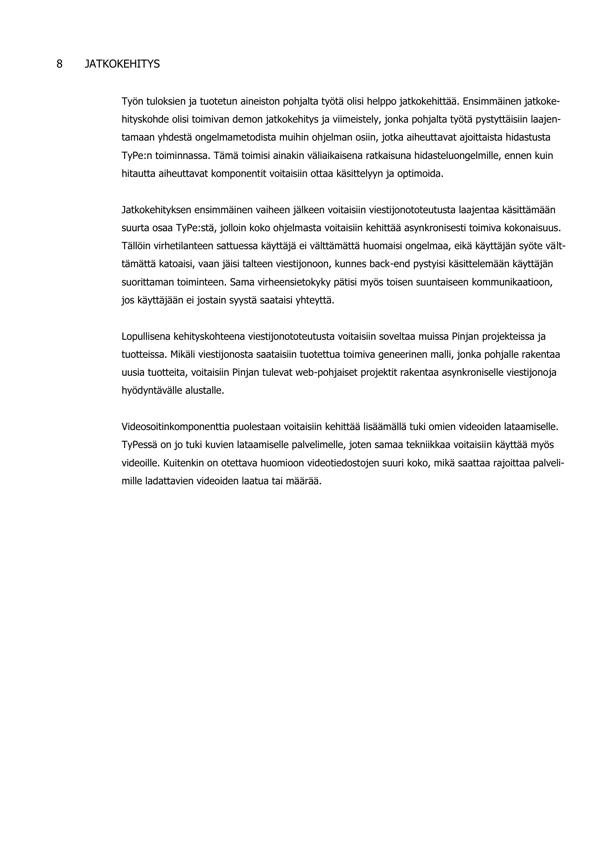 8 JATKOKEHITYS
Työn tuloksien ja tuotetun aineiston pohjalta työtä olisi helppo jatkokehittää. Ensimmäinen jatkoke-
hityskohde olisi toimivan demon jatkokehitys ja viimeistely, jonka pohjalta työtä pystyttäisiin laajen-
tamaan yhdestä ongelmametodista muihin ohjelman osiin, jotka aiheuttavat ajoittaista hidastusta
TyPe:n toiminnassa. Tämä toimisi ainakin väliaikaisena ratkaisuna hidasteluongelmille, ennen kuin
hitautta aiheuttavat komponentit voitaisiin ottaa käsittelyyn ja optimoida.
Jatkokehityksen ensimmäinen vaiheen jälkeen voitaisiin viestijonototeutusta laajentaa käsittämään
suurta osaa TyPe:stä, jolloin koko ohjelmasta voitaisiin kehittää asynkronisesti toimiva kokonaisuus.
Tällöin virhetilanteen sattuessa käyttäjä ei välttämättä huomaisi ongelmaa, eikä käyttäjän syöte vält-
tämättä katoaisi, vaan jäisi talteen viestijonoon, kunnes back-end pystyisi käsittelemään käyttäjän
suorittaman toiminteen. Sama virheensietokyky pätisi myös toisen suuntaiseen kommunikaatioon,
jos käyttäjään ei jostain syystä saataisi yhteyttä.
Lopullisena kehityskohteena viestijonototeutusta voitaisiin soveltaa muissa Pinjan projekteissa ja
tuotteissa. Mikäli viestijonosta saataisiin tuotettua toimiva geneerinen malli, jonka pohjalle rakentaa
uusia tuotteita, voitaisiin Pinjan tulevat web-pohjaiset projektit rakentaa asynkroniselle viestijonoja
hyödyntävälle alustalle.
Videosoitinkomponenttia puolestaan voitaisiin kehittää lisäämällä tuki omien videoiden lataamiselle.
TyPessä on jo tuki kuvien lataamiselle palvelimelle, joten samaa tekniikkaa voitaisiin käyttää myös
videoille. Kuitenkin on otettava huomioon videotiedostojen suuri koko, mikä saattaa rajoittaa palveli-
mille ladattavien videoiden laatua tai määrää.